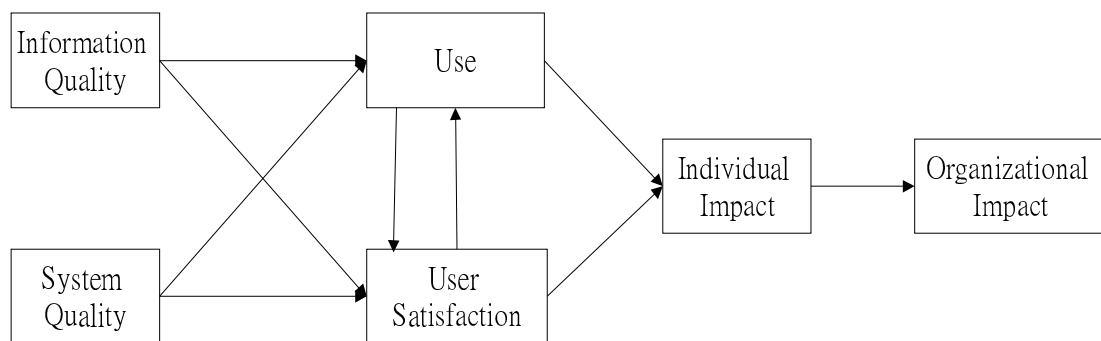 Information
Quality
Use
System
Quality
User
Satisfaction
Individual
Impact
Organizational
Impact